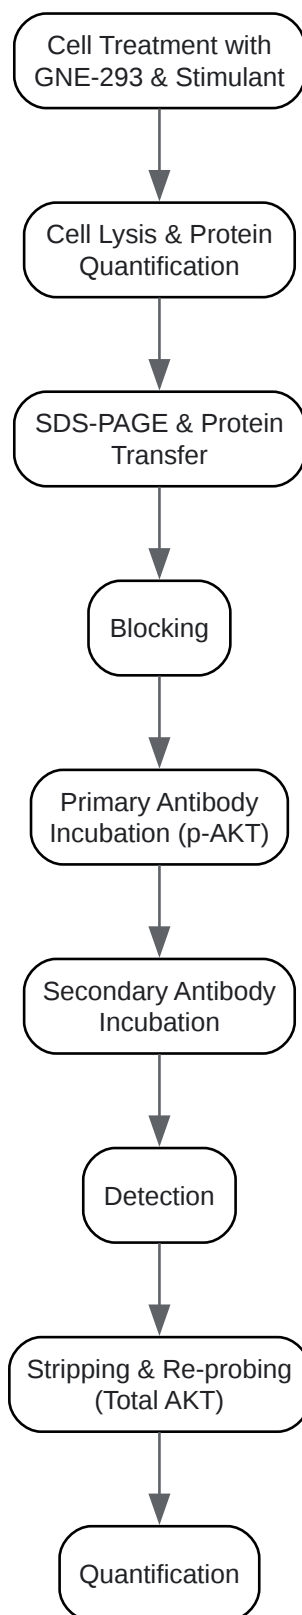 Cell Treatment with
GNE-293 & Stimulant
Cell Lysis & Protein
Quantification
SDS-PAGE & Protein
Transfer
Blocking
Primary Antibody
Incubation (p-AKT)
Secondary Antibody
Incubation
Detection
Stripping & Re-probing
(Total AKT)
Quantification